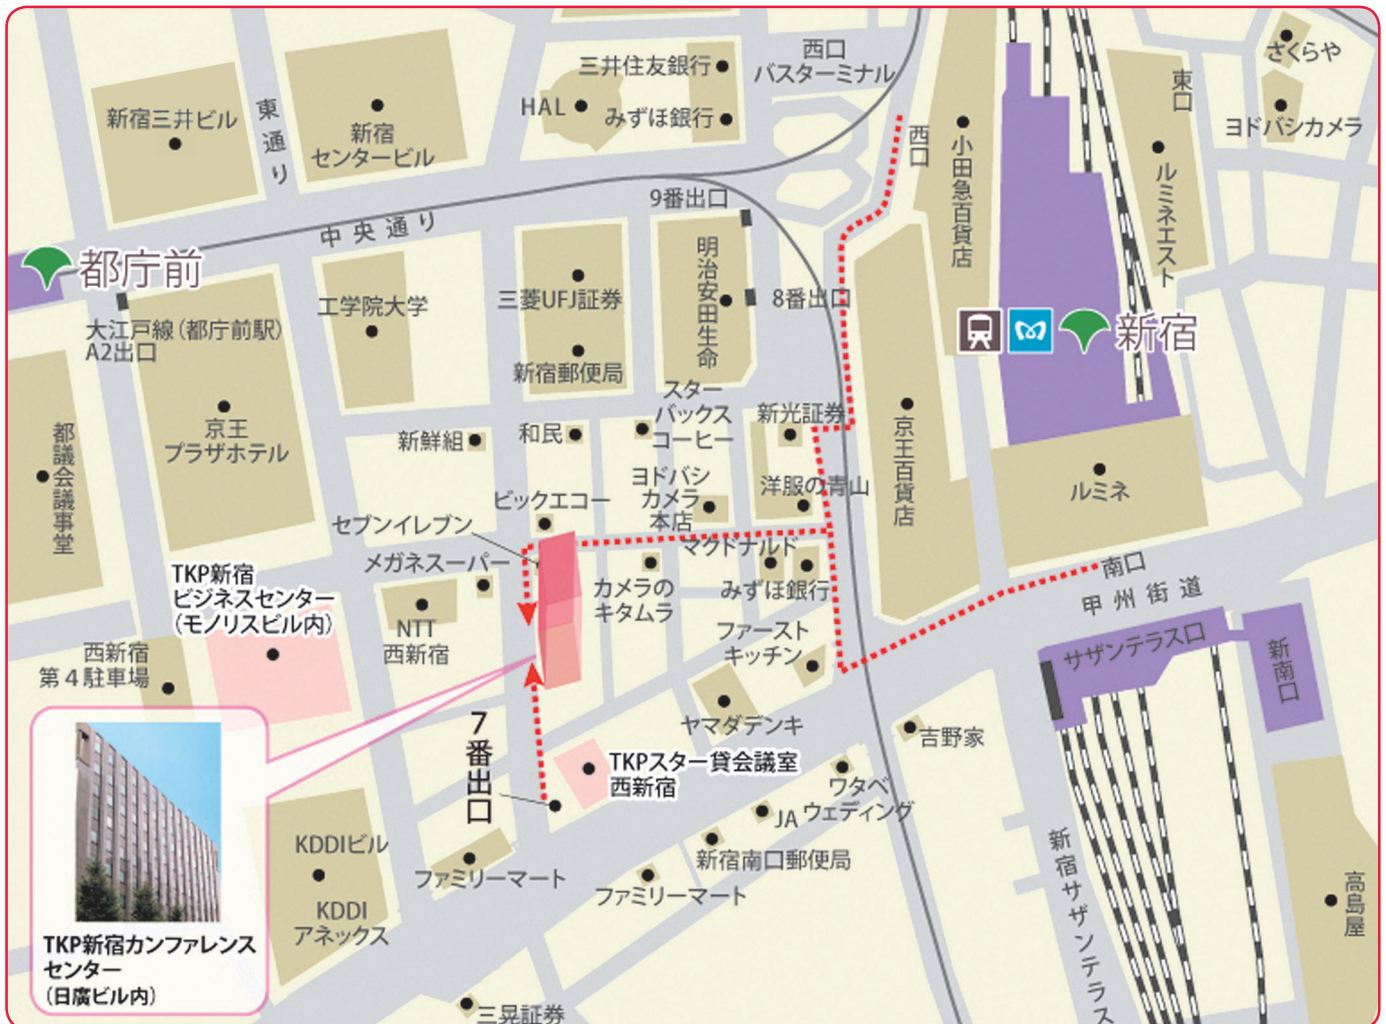 西口
バスターミナル
三井住友銀行
HAL
みずほ銀行
新宿三井ビル
東通り
新宿
センタービル
西口
小田急百貨店
東口
ルミネエスト
さくらや
ヨドバシカメラ
9番出口
中央通り
都庁前
大江戸線（都庁前駅）
A2出口
工学院大学
三菱UFJ証券
新宿郵便局
明治安田生命
8番出口
新宿
都議会議事堂
京王
プラザホテル
新鮮組
和民
スター
バックス
コーヒー
新光証券
京王百貨店
ルミネ
ヨドバシ
カメラ
本店
洋服の青山
ビックエコー
セブンイレブン
メガネスーパー
マクドナルド
みずほ銀行
カメラの
キタムラ
南口
甲州街道
TKP新宿
ビジネスセンター
（モノリスビル内）
NTT
西新宿
ファースト
キッチン
サザンテラス口
新南口
西新宿
第４駐車場
ヤマダデンキ
7番出口
TKPスター貸会議室
西新宿
吉野家
ワタベ
ウェディング
JA
新宿南口郵便局
KDDIビル
KDDI
アネックス
ファミリーマート
ファミリーマート
新宿サザンテラス
高島屋
TKP新宿カンファレンス
センター
（日廣ビル内）
三晃証券